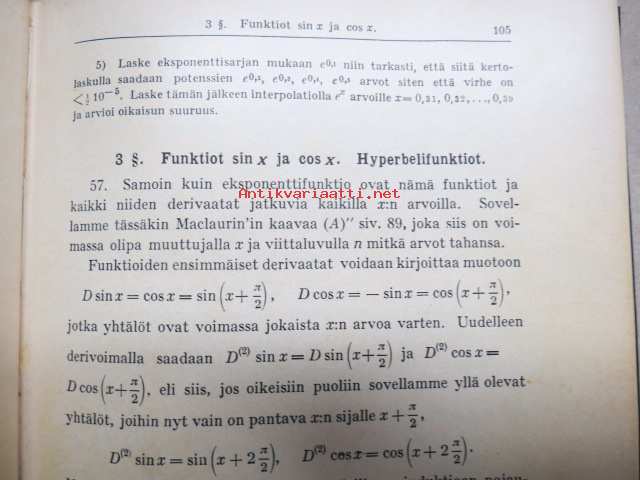 3 §. Funktiot sin x ja cos x. 105
5) Laske eksponenttisarjan mukaan e^0,1 niin tarkasti, että siitä kerto-
laskulla saadaan potenssien e^0,2, e^0,3, e^0,4, e^0,5 arvot siten että virhe on
< ½ 10⁻⁵. Laske tämän jälkeen interpolatiolla eˣ arvoille x = 0,31, 0,32, . . ., 0,39
ja arvioi oikaisun suuruus.
3 §. Funktiot sin x ja cos x. Hyperbelifunktiot.
Antikvariaatti.net
57. Samoin kuin eksponenttifunktio ovat nämä funktiot ja
kaikki niiden derivaatat jatkuvia kaikilla x:n arvoilla. Sovel-
lamme tässäkin Maclaurin'in kaavaa (A)'' siv. 89, joka siis on voi-
massa olipa muuttujalla x ja viittaluvulla n mitkä arvot tahansa.
Funktioiden ensimmäiset derivaatat voidaan kirjoittaa muotoon
D sin x = cos x = sin (x + π/2), D cos x = − sin x = cos (x + π/2),
jotka yhtälöt ovat voimassa jokaista x:n arvoa varten. Uudelleen
derivoimalla saadaan D⁽²⁾ sin x = D sin (x + π/2) ja D⁽²⁾ cos x =
D cos (x + π/2), eli siis, jos oikeisiin puoliin sovellamme yllä olevat
yhtälöt, joihin nyt vain on pantava x:n sijalle x + π/2,
D⁽²⁾ sin x = sin (x + 2 π/2), D⁽²⁾ cos x = cos (x + 2 π/2).